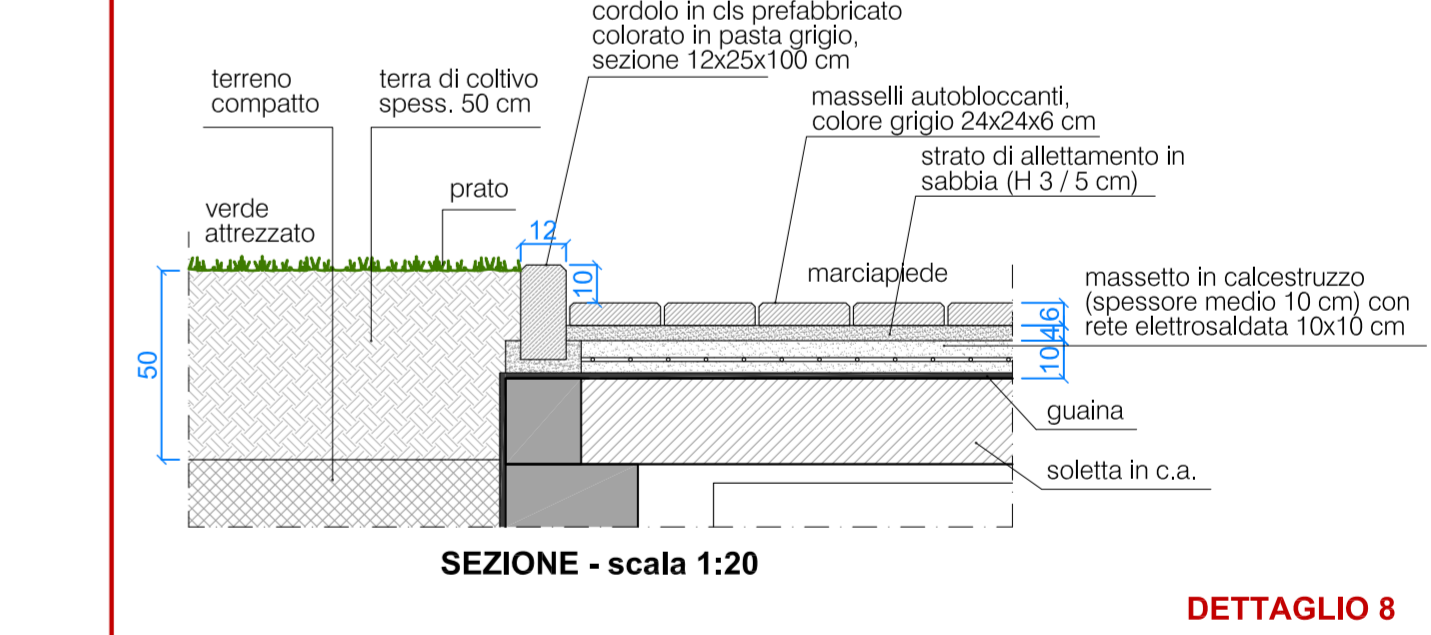 cordolo in cls prefabbricato
colorato in pasta grigio,
sezione 12x25x100 cm
terreno
compatto
terra di coltivo
spess. 50 cm
masselli autobloccanti,
colore grigio 24x24x6 cm
strato di allettamento in
sabbia (H 3 / 5 cm)
prato
verde
attrezzato
12
10
marciapiede
massetto in calcestruzzo
(spessore medio 10 cm) con
rete elettrosaldata 10x10 cm
6
4
10
50
guaina
soletta in c.a.
SEZIONE - scala 1:20
DETTAGLIO 8